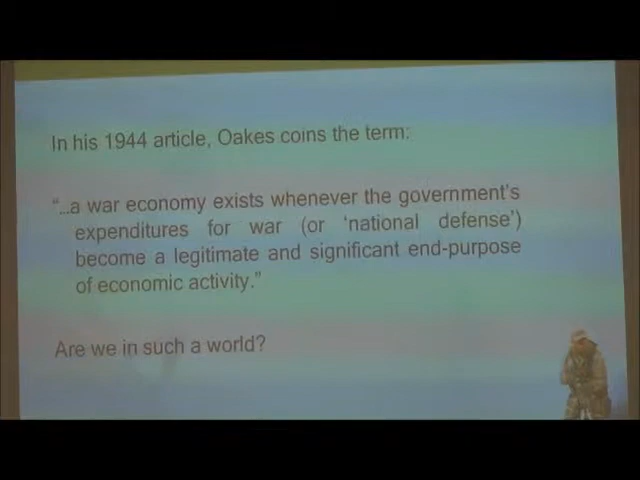 In his 1944 article, Oakes coins the term:
“...a war economy exists whenever the government’s
expenditures for war (or ‘national defense’)
become a legitimate and significant end-purpose
of economic activity.”
Are we in such a world?